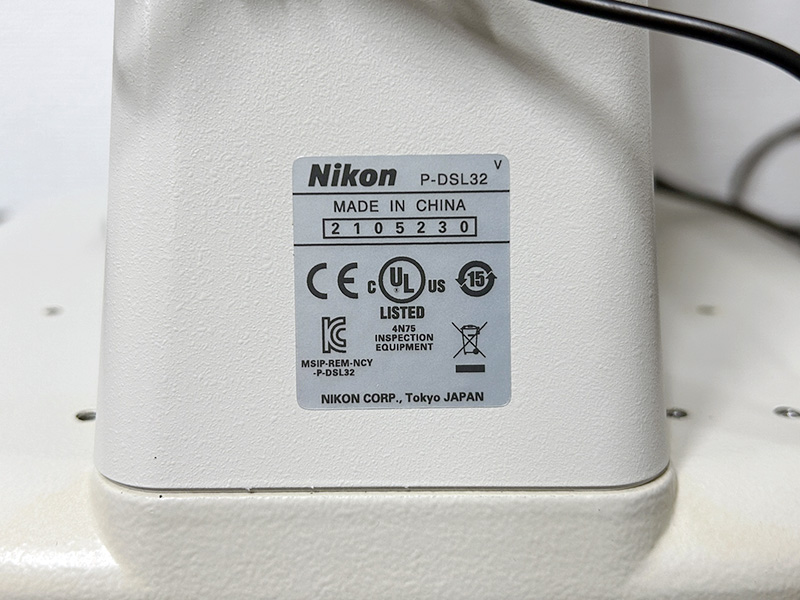 Nikon P-DSL32 V
MADE IN CHINA
2105230
CE
C UL US
LISTED
15
4N75
INSPECTION
EQUIPMENT
MSIP-REM-NCY
-P-DSL32
NIKON CORP., Tokyo JAPAN